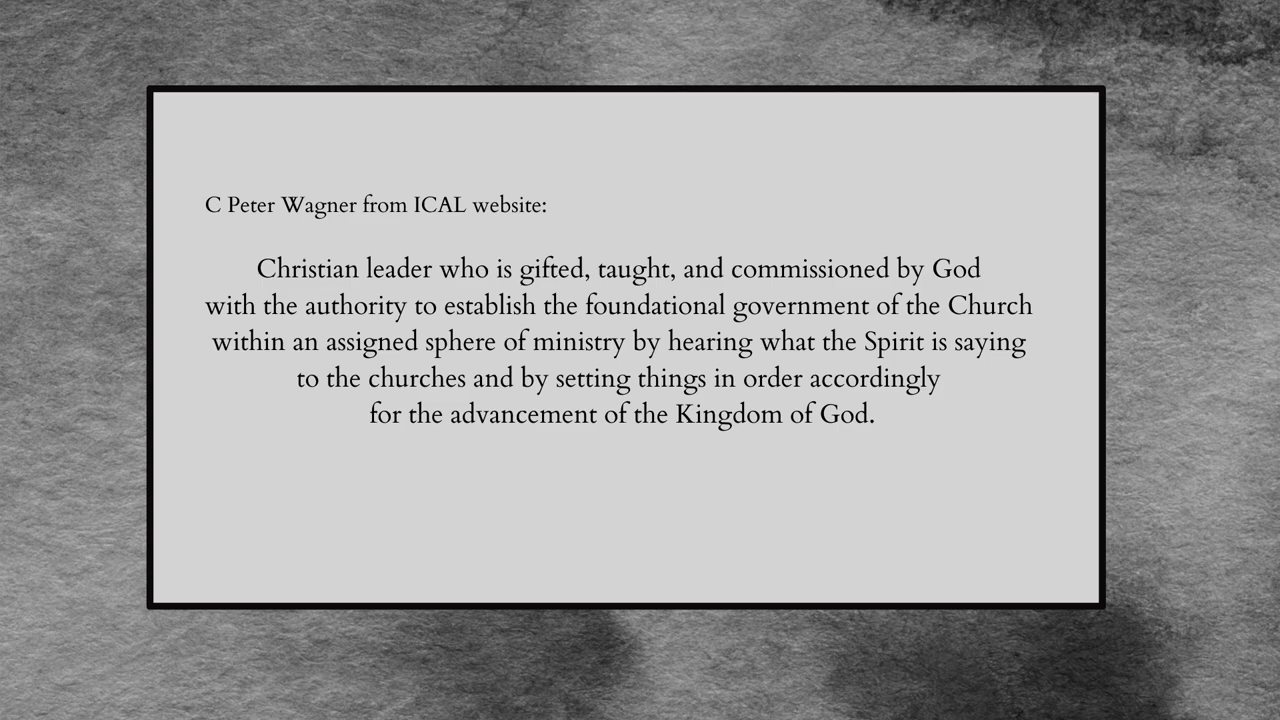 C Peter Wagner from ICAL website:
Christian leader who is gifted, taught, and commissioned by God
with the authority to establish the foundational government of the Church
within an assigned sphere of ministry by hearing what the Spirit is saying
to the churches and by setting things in order accordingly
for the advancement of the Kingdom of God.